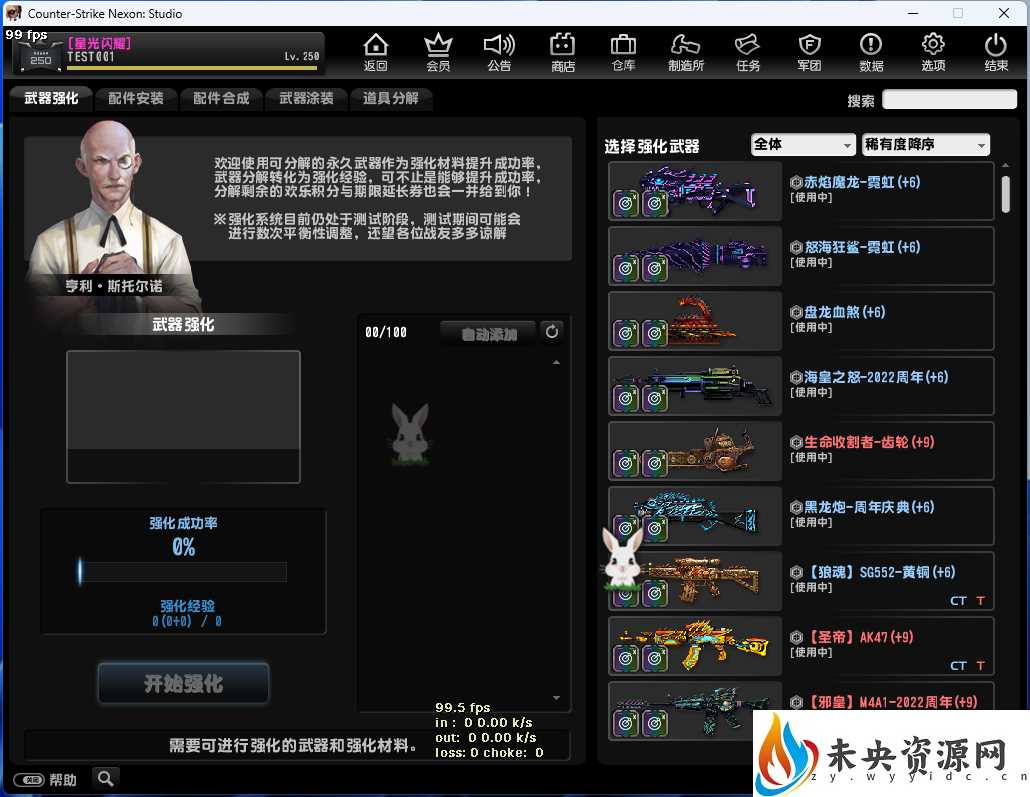 Counter-Strike Nexon: Studio
99 fps
[星光闪耀]
250
TEST001
Lv. 250
返回
会员
公告
商店
仓库
制造所
任务
军团
数据
选项
结束
武器强化
配件安装
配件合成
武器涂装
道具分解
搜索
欢迎使用可分解的永久武器作为强化材料提升成功率,
武器分解转化为强化经验, 可不止是能够提升成功率,
分解剩余的欢乐积分与期限延长券也会一并给到你!
※强化系统目前仍处于测试阶段, 测试期间可能会
进行数次平衡性调整, 还望各位战友多多谅解
亨利·斯托尔诺
武器强化
00/100
自动添加
强化成功率
0%
强化经验
0(0+0) / 0
开始强化
99.5 fps
in : 0 0.00 k/s
out: 0 0.00 k/s
loss: 0 choke: 0
需要可进行强化的武器和强化材料。
帮助
选择强化武器
全体
稀有度降序
赤焰魔龙-霓虹(+6)
[使用中]
怒海狂鲨-霓虹(+6)
[使用中]
盘龙血煞(+6)
[使用中]
海皇之怒-2022周年(+6)
[使用中]
生命收割者-齿轮(+9)
[使用中]
黑龙炮-周年庆典(+6)
[使用中]
【狼魂】SG552-黄铜(+6)
[使用中]
CT T
【圣帝】AK47(+9)
[使用中]
CT T
【邪皇】M4A1-2022周年(+9)
未央资源网
zy.wyyidc.cn